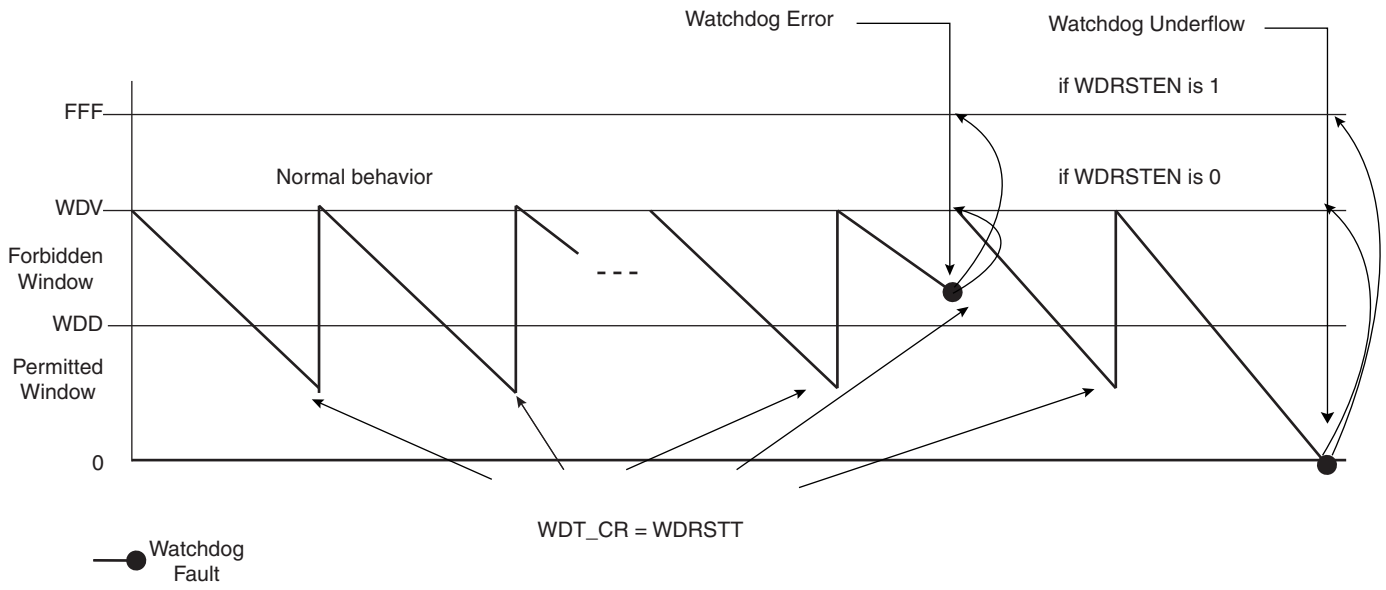 Watchdog Error
Watchdog Underflow
if WDRSTEN is 1
FFF
Normal behavior
if WDRSTEN is 0
WDV
Forbidden
Window
WDD
Permitted
Window
0
WDT_CR = WDRSTT
Watchdog
Fault